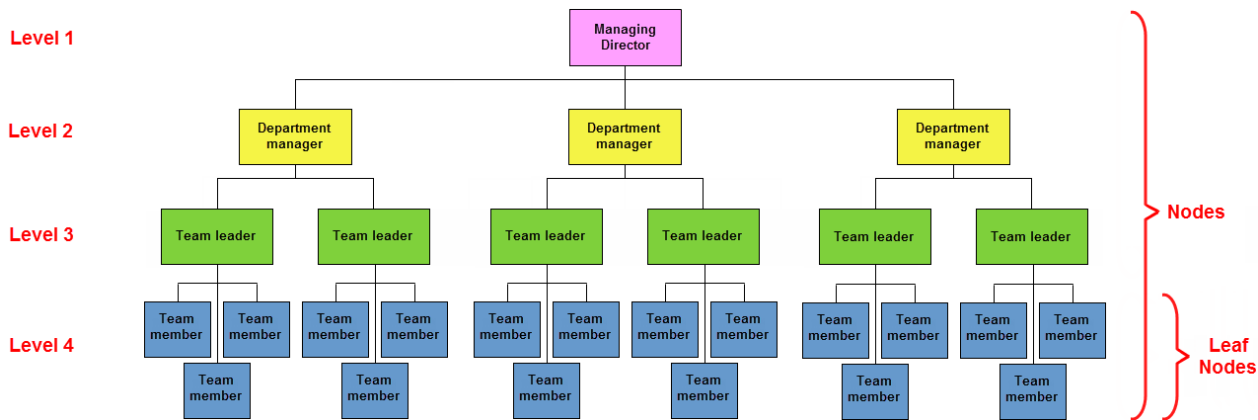 Level 1
Managing
Director
Level 2
Department
manager
Department
manager
Department
manager
Nodes
Level 3
Team leader
Team leader
Team leader
Team leader
Team leader
Team leader
Level 4
Team
member
Team
member
Team
member
Team
member
Team
member
Team
member
Team
member
Team
member
Team
member
Team
member
Team
member
Team
member
Leaf
Nodes
Team
member
Team
member
Team
member
Team
member
Team
member
Team
member